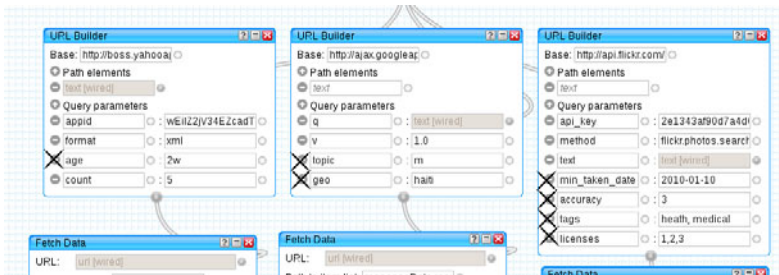 URL Builder
Base: http://boss.yahooa
Path elements
text [wired]
Query parameters
appid : wEiIZ2jV34EZcadT
format : xml
age : 2w
count : 5
URL Builder
Base: http://ajax.googleap
Path elements
text
Query parameters
q : text [wired]
v : 1.0
topic : m
geo : haiti
URL Builder
Base: http://api.flickr.com/
Path elements
text
Query parameters
api_key : 2e1343af90d7a4d
method : flickr.photos.search
text : text [wired]
min_taken_date : 2010-01-10
accuracy : 3
tags : heath, medical
licenses : 1,2,3
Fetch Data
URL: url [wired]
Fetch Data
URL: url [wired]
Fetch Data